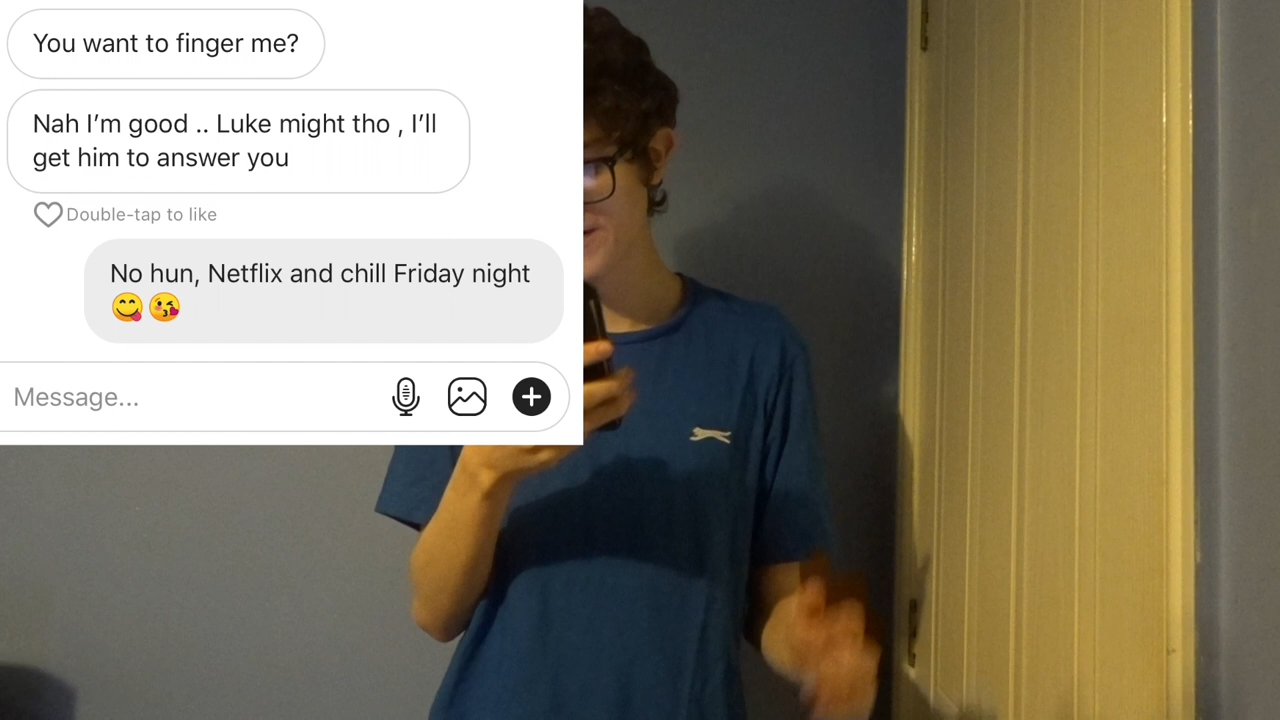 You want to finger me?
Nah I’m good .. Luke might tho , I’ll
get him to answer you
Double-tap to like
No hun, Netflix and chill Friday night
😋😘
Message...